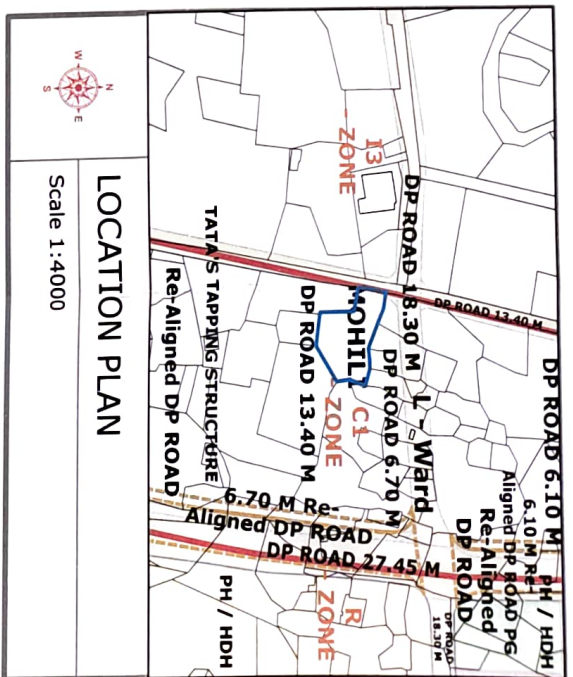 DP ROAD 6.10 M
PH / HDH
6.10 M Re-
Aligned DP ROAD PG
Re-Aligned
DP ROAD
DP ROAD
18.30 M
DP ROAD 13.40 M
L - Ward
DP ROAD 18.30 M
DP ROAD 6.70 M
I3
- ZONE
MOHILI
C1
- ZONE
DP ROAD 13.40 M
6.70 M Re-
Aligned DP ROAD
DP ROAD 27.45 M
R
- ZONE
TATA'S TAPPING STRUCTURE
Re-Aligned DP ROAD
PH / HDH
N
W
E
S
LOCATION PLAN
Scale 1:4000